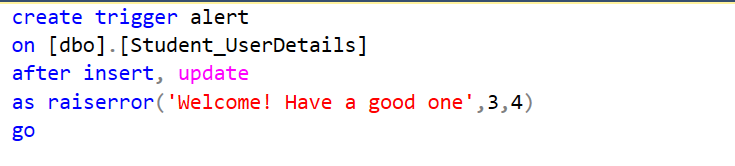 create trigger alert
on [dbo].[Student_UserDetails]
after insert, update
as raiserror('Welcome! Have a good one',3,4)
go